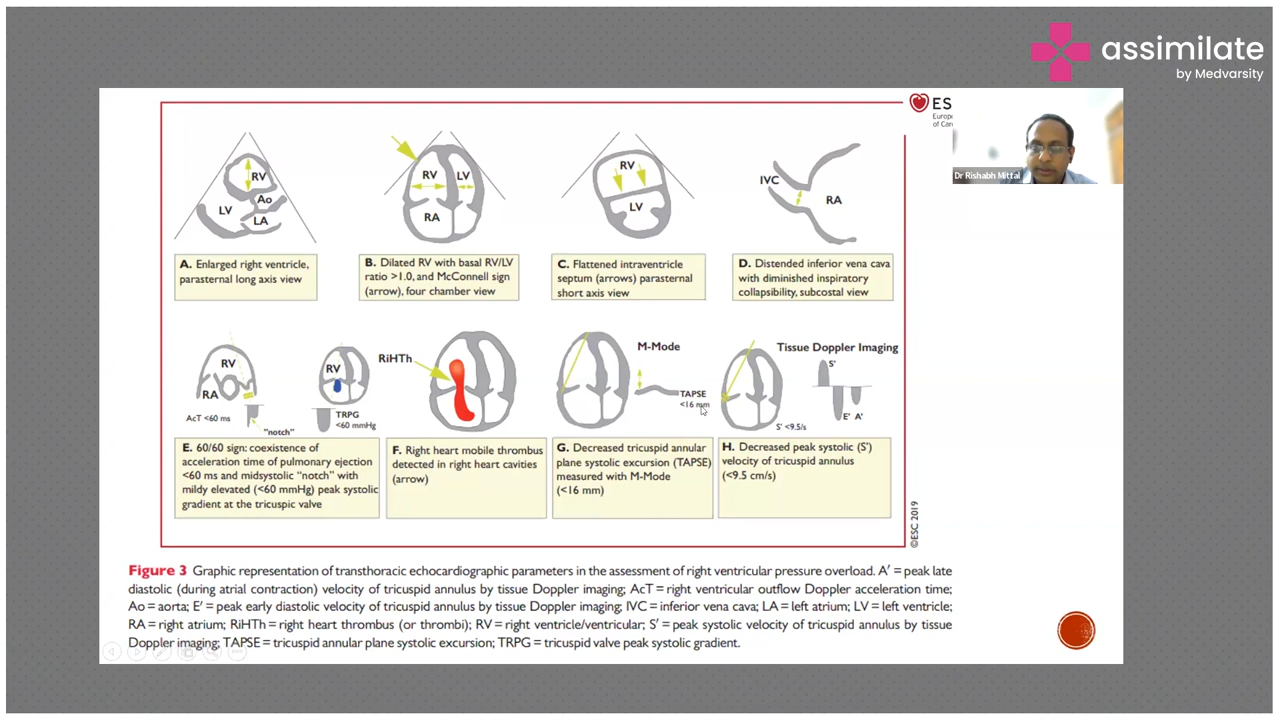 assimilate
by Medvarsity
ES
Europe
of Car
Dr Rishabh Mittal
RV
Ao
LV
LA
RV
LV
RA
RV
LV
IVC
RA
A. Enlarged right ventricle,
parasternal long axis view
B. Dilated RV with basal RV/LV
ratio >1.0, and McConnell sign
(arrow), four chamber view
C. Flattened intraventricle
septum (arrows) parasternal
short axis view
D. Distended inferior vena cava
with diminished inspiratory
collapsibility, subcostal view
RV
RA
AcT <60 ms
"notch"
RV
TRPG
<60 mmHg
RiHTh
M-Mode
TAPSE
<16 mm
Tissue Doppler Imaging
S'
E' A'
S' <9.5/s
E. 60/60 sign: coexistence of
acceleration time of pulmonary ejection
<60 ms and midsystolic "notch" with
mildy elevated (<60 mmHg) peak systolic
gradient at the tricuspic valve
F. Right heart mobile thrombus
detected in right heart cavities
(arrow)
G. Decreased tricuspid annular
plane systolic excursion (TAPSE)
measured with M-Mode
(<16 mm)
H. Decreased peak systolic (S')
velocity of tricuspid annulus
(<9.5 cm/s)
©ESC 2019
Figure 3 Graphic representation of transthoracic echocardiographic parameters in the assessment of right ventricular pressure overload. A′ = peak late
diastolic (during atrial contraction) velocity of tricuspid annulus by tissue Doppler imaging; AcT = right ventricular outflow Doppler acceleration time;
Ao = aorta; E′ = peak early diastolic velocity of tricuspid annulus by tissue Doppler imaging; IVC = inferior vena cava; LA = left atrium; LV = left ventricle;
RA = right atrium; RiHTh = right heart thrombus (or thrombi); RV = right ventricle/ventricular; S′ = peak systolic velocity of tricuspid annulus by tissue
Doppler imaging; TAPSE = tricuspid annular plane systolic excursion; TRPG = tricuspid valve peak systolic gradient.